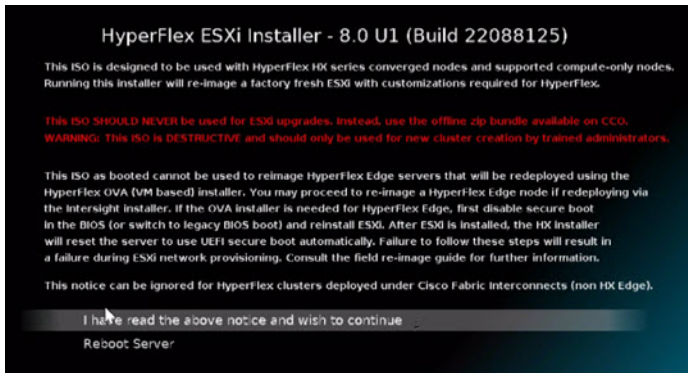 HyperFlex ESXi Installer - 8.0 U1 (Build 22088125)
This ISO is designed to be used with HyperFlex HX series converged nodes and supported compute-only nodes.
Running this installer will re-image a factory fresh ESXi with customizations required for HyperFlex.
This ISO SHOULD NEVER be used for ESXi upgrades. Instead, use the offline zip bundle available on CCO.
WARNING: This ISO is DESTRUCTIVE and should only be used for new cluster creation by trained administrators.
This ISO as booted cannot be used to reimage HyperFlex Edge servers that will be redeployed using the
HyperFlex OVA (VM based) installer. You may proceed to re-image a HyperFlex Edge node if redeploying via
the Intersight installer. If the OVA installer is needed for HyperFlex Edge, first disable secure boot
in the BIOS (or switch to legacy BIOS boot) and reinstall ESXi. After ESXi is installed, the HX installer
will reset the server to use UEFI secure boot automatically. Failure to follow these steps will result in
a failure during ESXi network provisioning. Consult the field re-image guide for further information.
This notice can be ignored for HyperFlex clusters deployed under Cisco Fabric Interconnects (non HX Edge).
I have read the above notice and wish to continue
Reboot Server